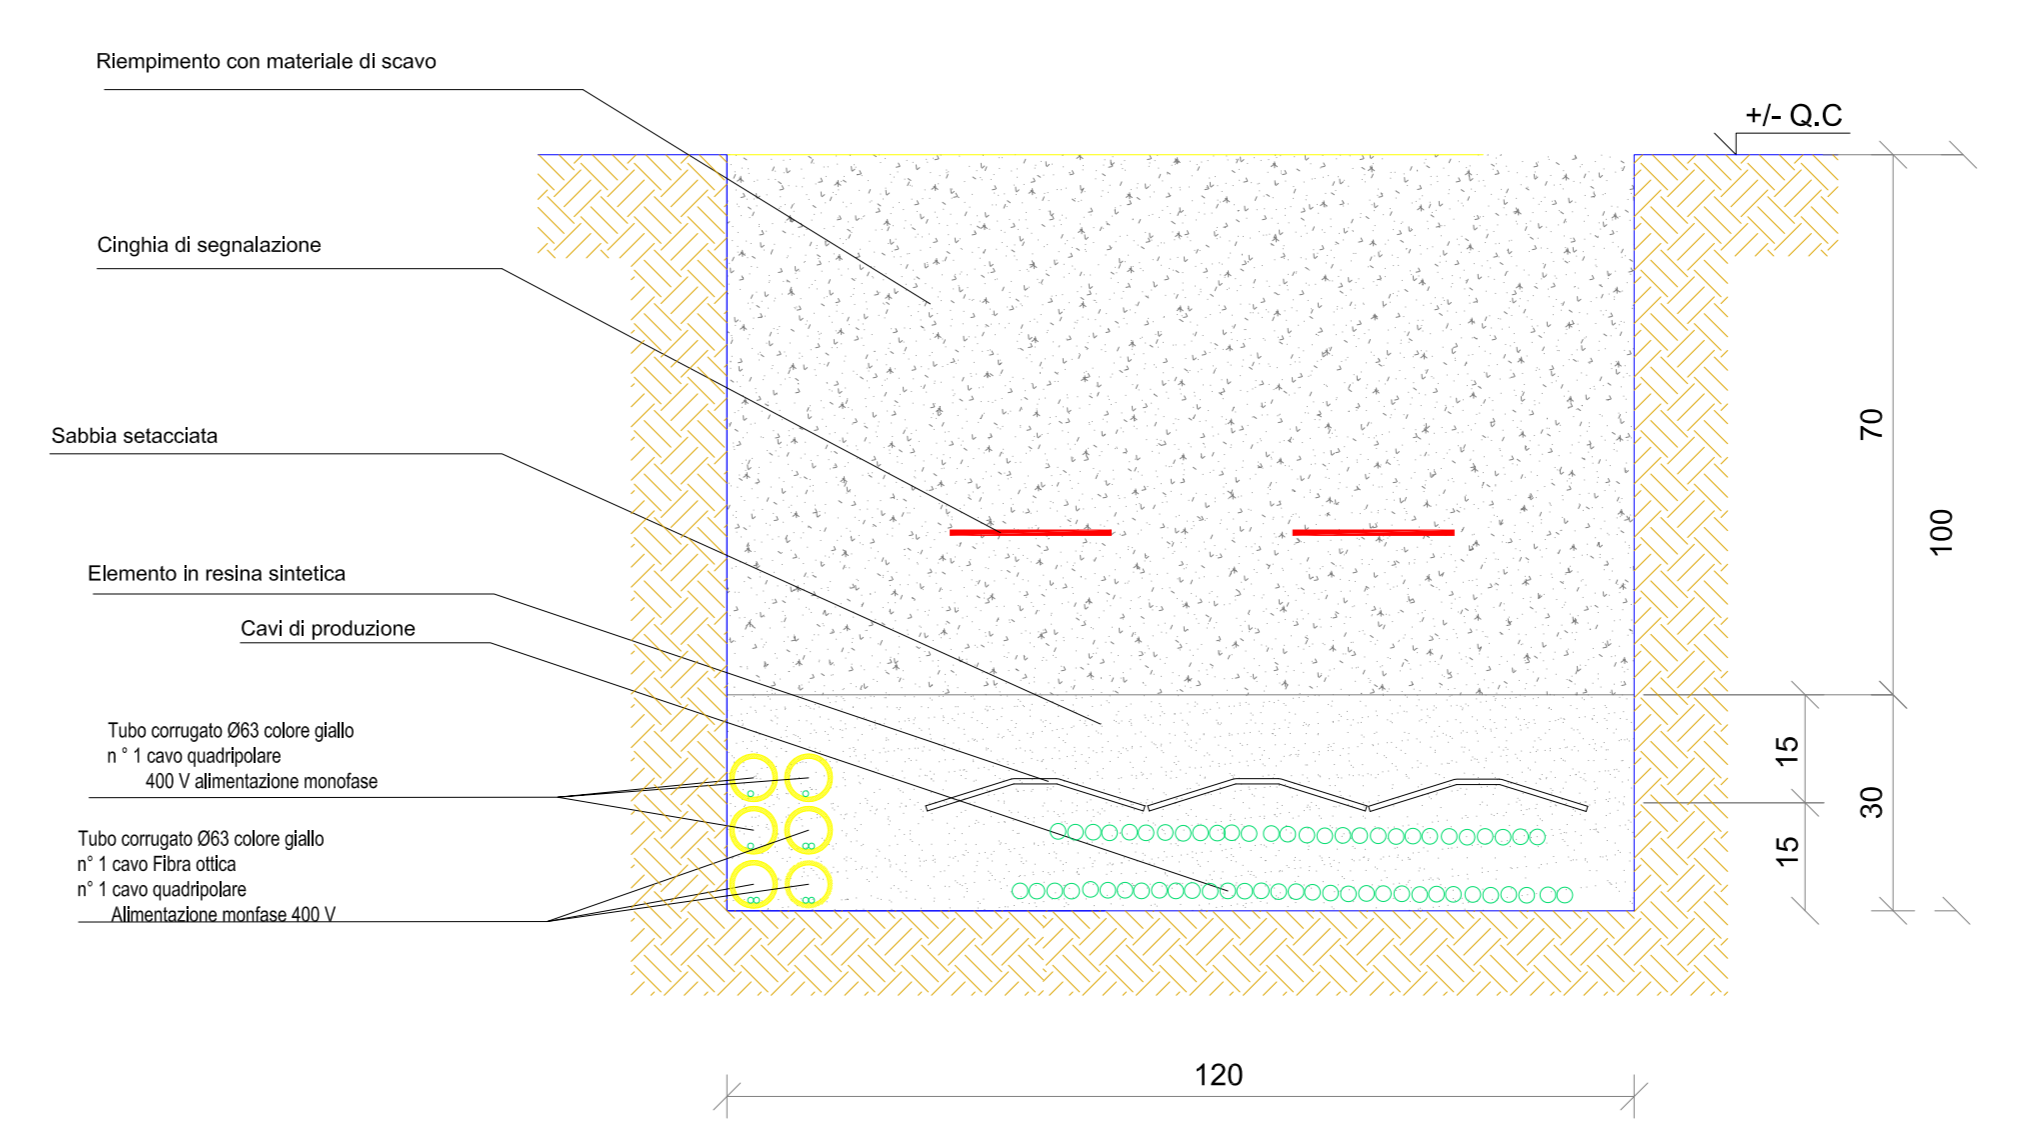 Riempimento con materiale di scavo
+/- Q.C
Cinghia di segnalazione
Sabbia setacciata
70
100
Elemento in resina sintetica
Cavi di produzione
Tubo corrugato Ø63 colore giallo
n ° 1 cavo quadripolare
400 V alimentazione monofase
15
30
Tubo corrugato Ø63 colore giallo
n° 1 cavo Fibra ottica
n° 1 cavo quadripolare
Alimentazione monfase 400 V
15
120